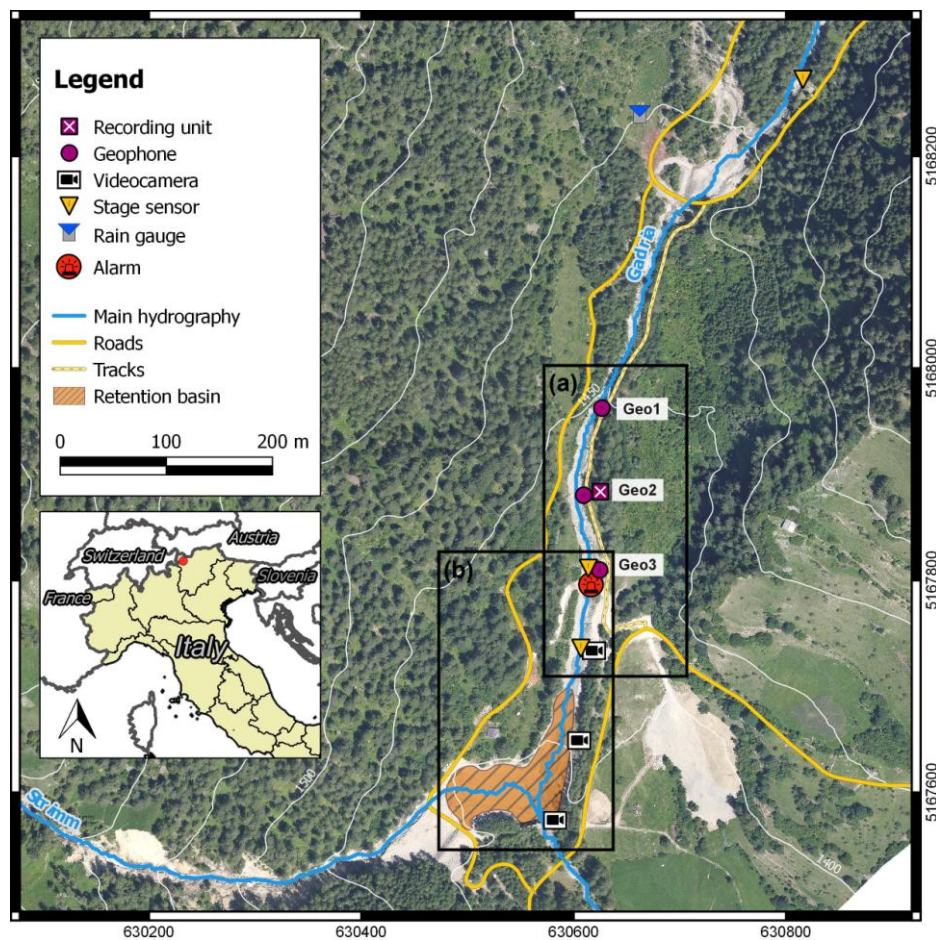 Legend
Recording unit
Geophone
Videocamera
Stage sensor
Rain gauge
Alarm
Main hydrography
Roads
Tracks
Retention basin
0 100 200 m
Switzerland
Austria
Slovenia
France
Italy
N
Gadria
(a)
1450
Geo1
Geo2
Geo3
(b)
1500
Strimm
1400
5168200
5168000
5167800
5167600
630200 630400 630600 630800